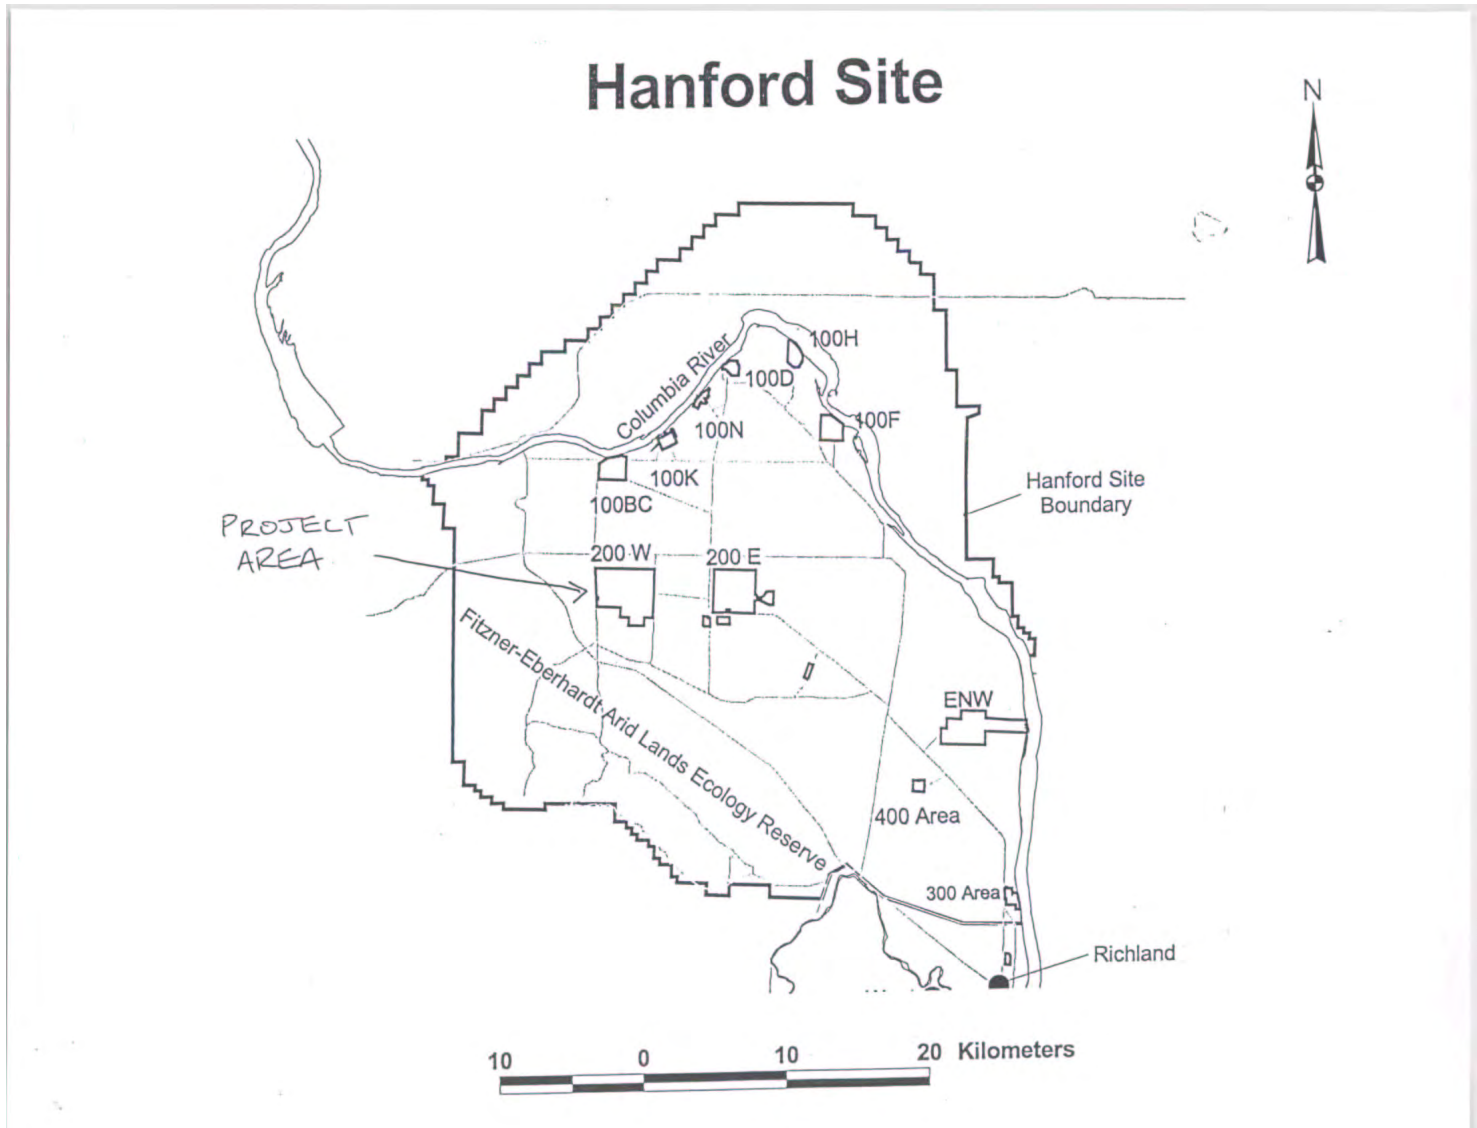 Hanford Site
N
100H
Columbia River
100D
100F
100N
100K
100BC
Hanford Site
Boundary
PROJECT
AREA
200 W
200 E
Fitzner-Eberhardt Arid Lands Ecology Reserve
ENW
400 Area
300 Area
Richland
10 0 10 20 Kilometers